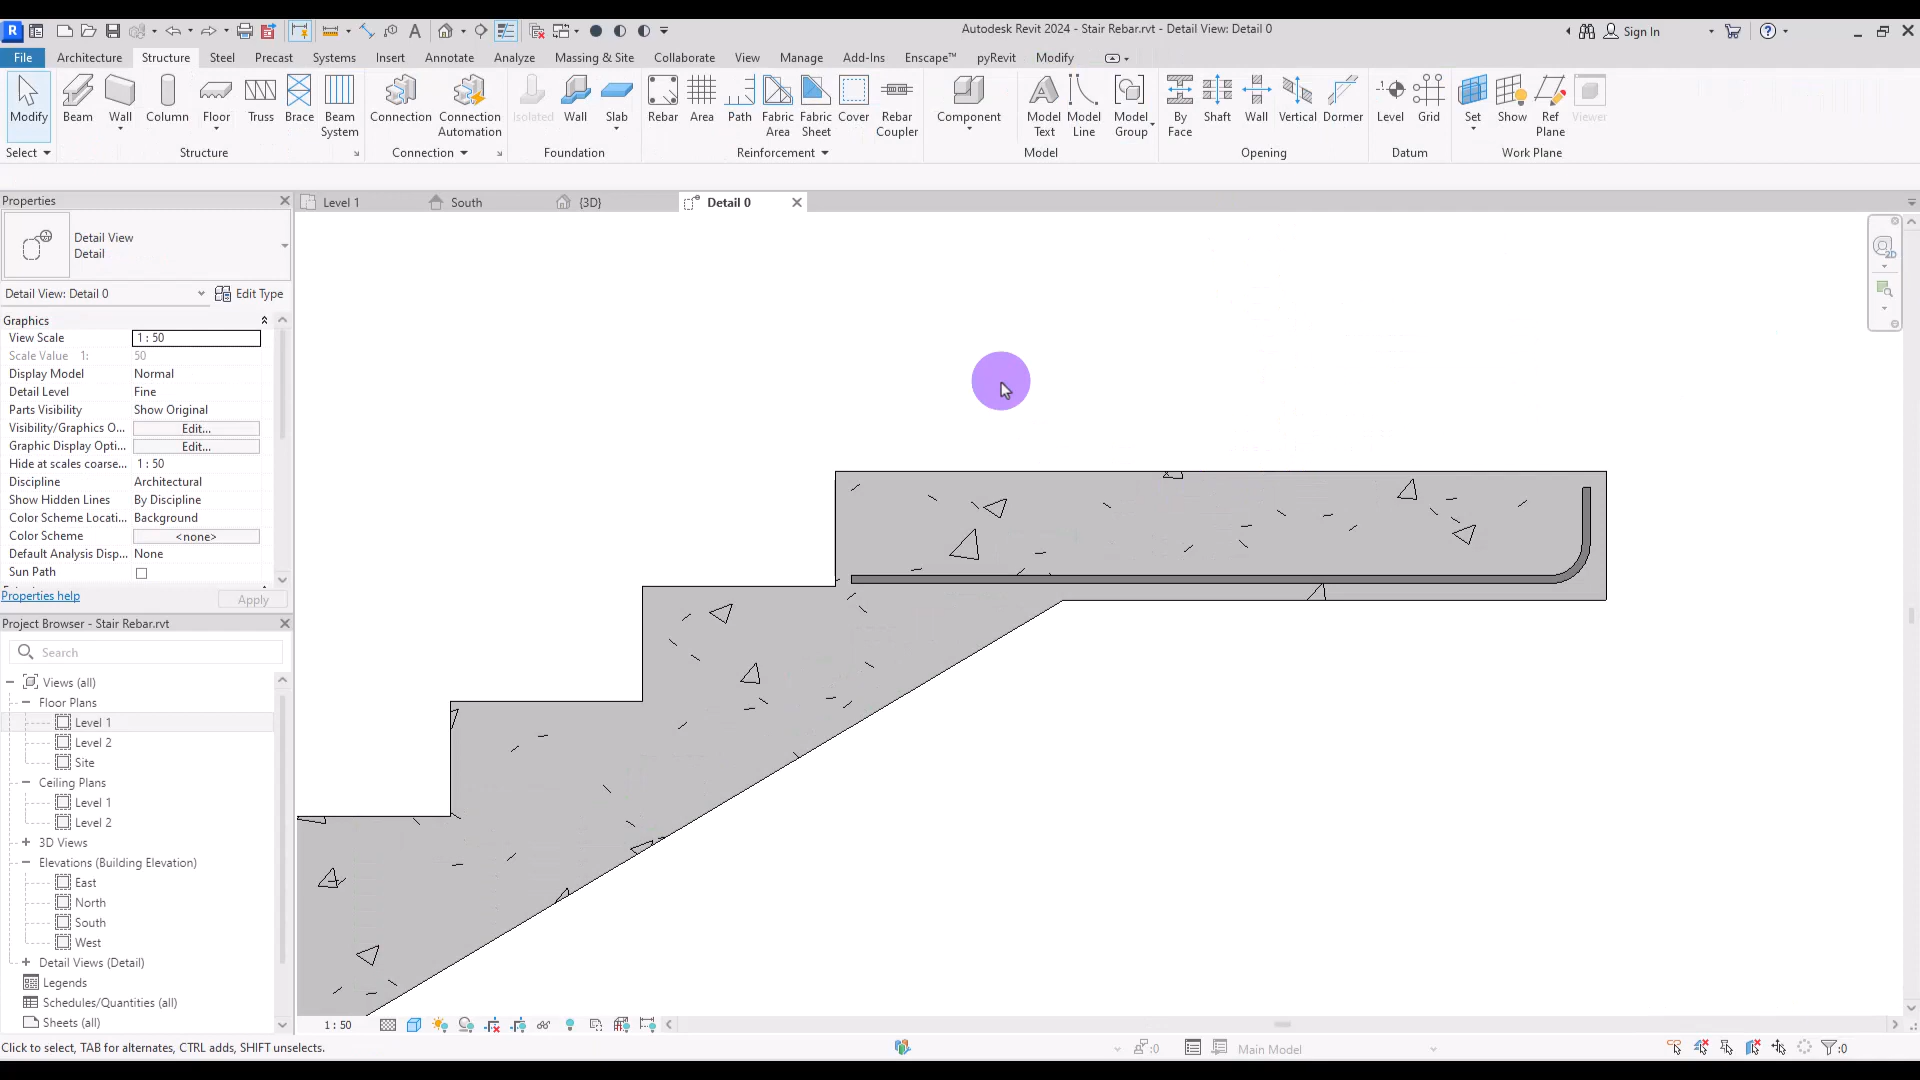 Autodesk Revit 2024 - Stair Rebar.rvt - Detail View: Detail 0
Sign In
File Architecture Structure Steel Precast Systems Insert Annotate Analyze Massing & Site Collaborate View Manage Add-Ins Enscape™ pyRevit Modify
Modify Beam Wall Column Floor Truss Brace Beam System Connection Connection Automation Isolated Wall Slab Rebar Area Path Fabric Area Fabric Sheet Cover Rebar Coupler Component Model Text Model Line Model Group By Face Shaft Wall Vertical Dormer Level Grid Set Show Ref Plane Viewer
Select Structure Connection Foundation Reinforcement Model Opening Datum Work Plane
Properties
Level 1 South {3D} Detail 0
Detail View
Detail
Detail View: Detail 0 Edit Type
Graphics
View Scale 1 : 50
Scale Value 1: 50
Display Model Normal
Detail Level Fine
Parts Visibility Show Original
Visibility/Graphics O... Edit...
Graphic Display Opti... Edit...
Hide at scales coarse... 1 : 50
Discipline Architectural
Show Hidden Lines By Discipline
Color Scheme Locati... Background
Color Scheme <none>
Default Analysis Disp... None
Sun Path
Properties help Apply
Project Browser - Stair Rebar.rvt
Search
Views (all)
Floor Plans
Level 1
Level 2
Site
Ceiling Plans
Level 1
Level 2
3D Views
Elevations (Building Elevation)
East
North
South
West
Detail Views (Detail)
Legends
Schedules/Quantities (all)
Sheets (all)
1 : 50
Click to select, TAB for alternates, CTRL adds, SHIFT unselects.
:0
Main Model
:0